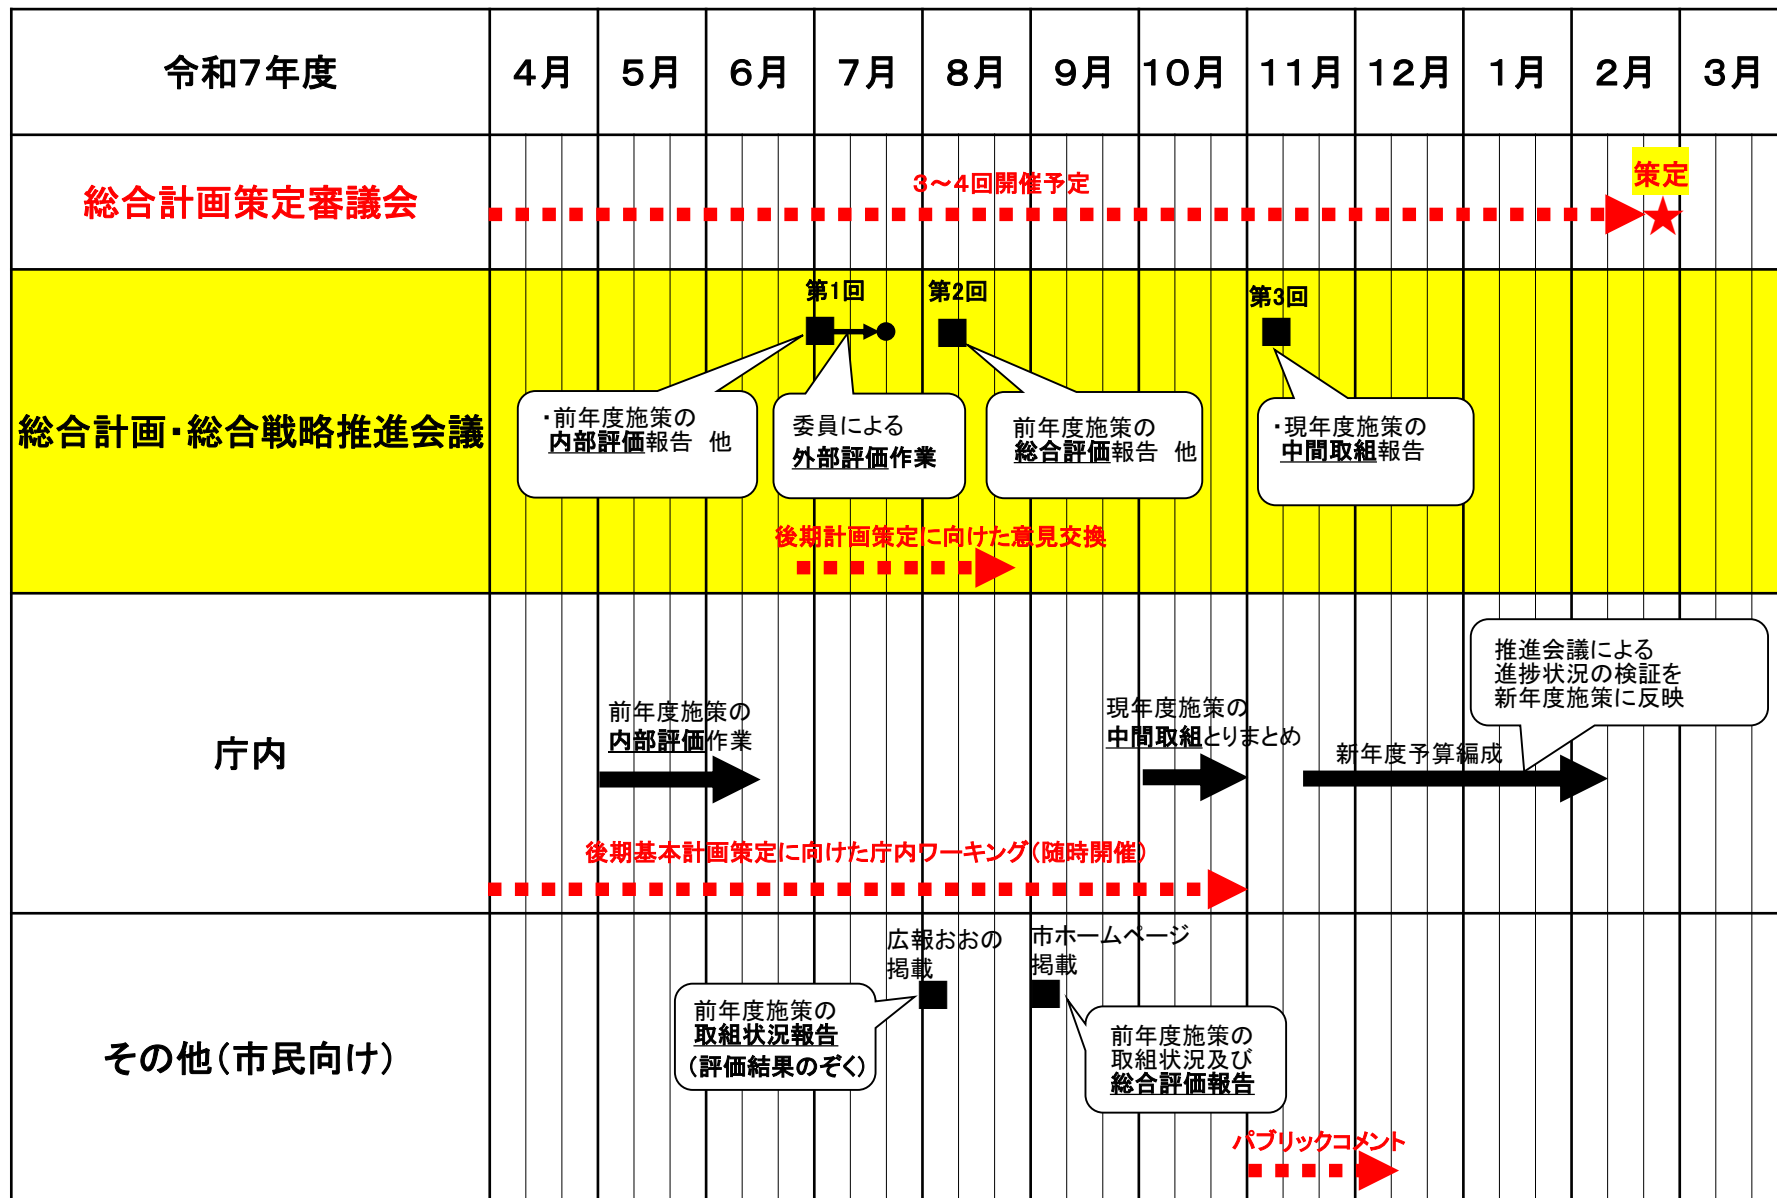 令和7年度
4月
5月
6月
7月
8月
9月
10月
11月
12月
1月
2月
3月
総合計画策定審議会
3～4回開催予定
策定
総合計画・総合戦略推進会議
第1回
第2回
第3回
・前年度施策の
内部評価報告 他
委員による
外部評価作業
前年度施策の
総合評価報告 他
・現年度施策の
中間取組報告
後期計画策定に向けた意見交換
庁内
前年度施策の
内部評価作業
現年度施策の
中間取組とりまとめ
新年度予算編成
推進会議による
進捗状況の検証を
新年度施策に反映
後期基本計画策定に向けた庁内ワーキング(随時開催)
その他(市民向け)
広報おおの
掲載
前年度施策の
取組状況報告
(評価結果のぞく)
市ホームページ
掲載
前年度施策の
取組状況及び
総合評価報告
パブリックコメント